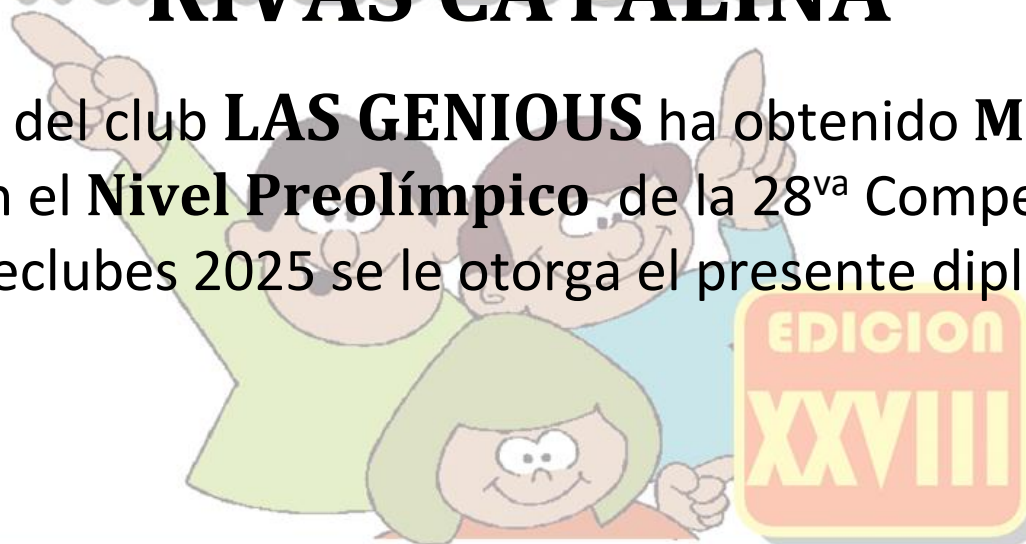 RIVAS CATALINA
del club LAS GENIOUS ha obtenido M
n el Nivel Preolímpico de la 28va Compe
eclubes 2025 se le otorga el presente dipl
EDICION
XXVIII